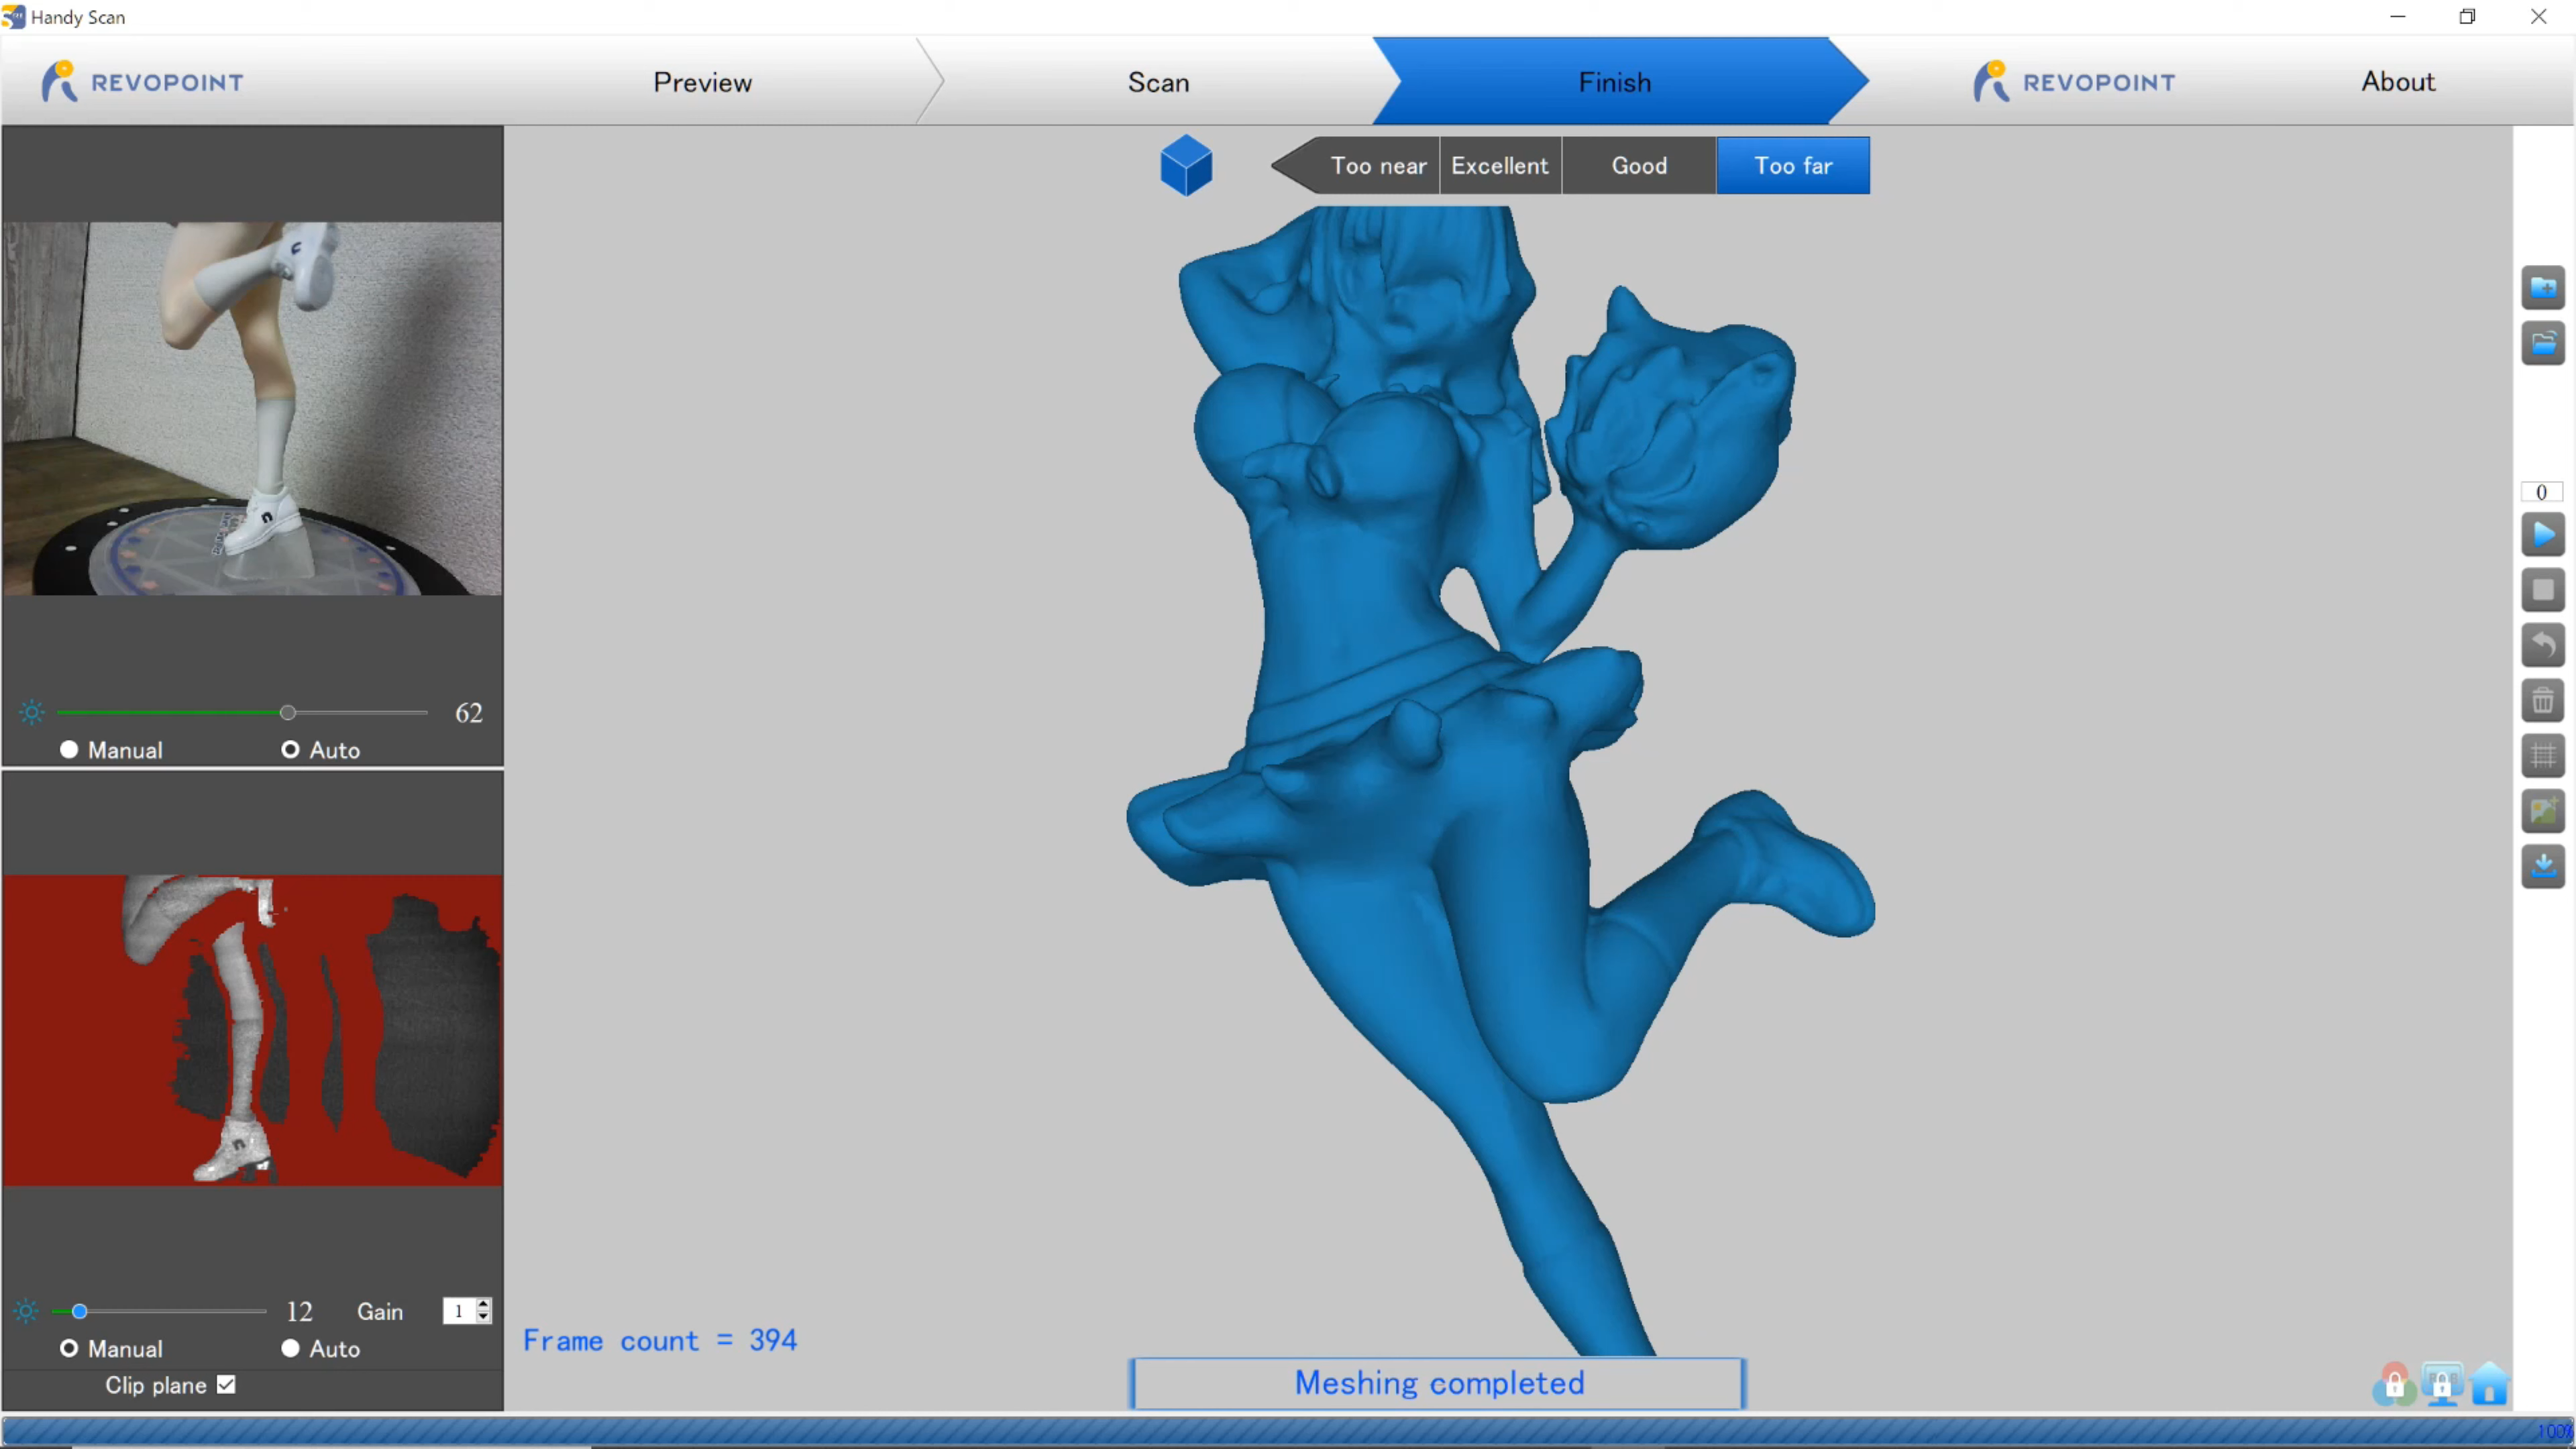 Handy Scan
REVOPOINT
Preview
Scan
Finish
REVOPOINT
About
Too near
Excellent
Good
Too far
0
62
Manual
Auto
12
Gain
1
Manual
Auto
Clip plane
Frame count = 394
Meshing completed
100%